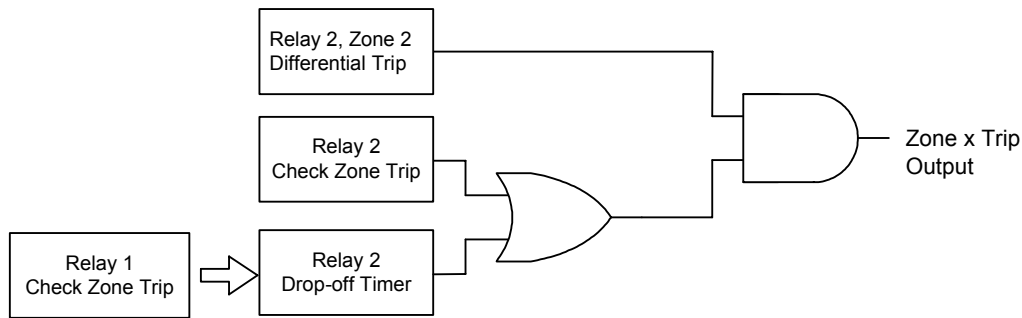 Relay 2, Zone 2
Differential Trip
Relay 2
Check Zone Trip
Zone x Trip
Output
Relay 1
Check Zone Trip
Relay 2
Drop-off Timer